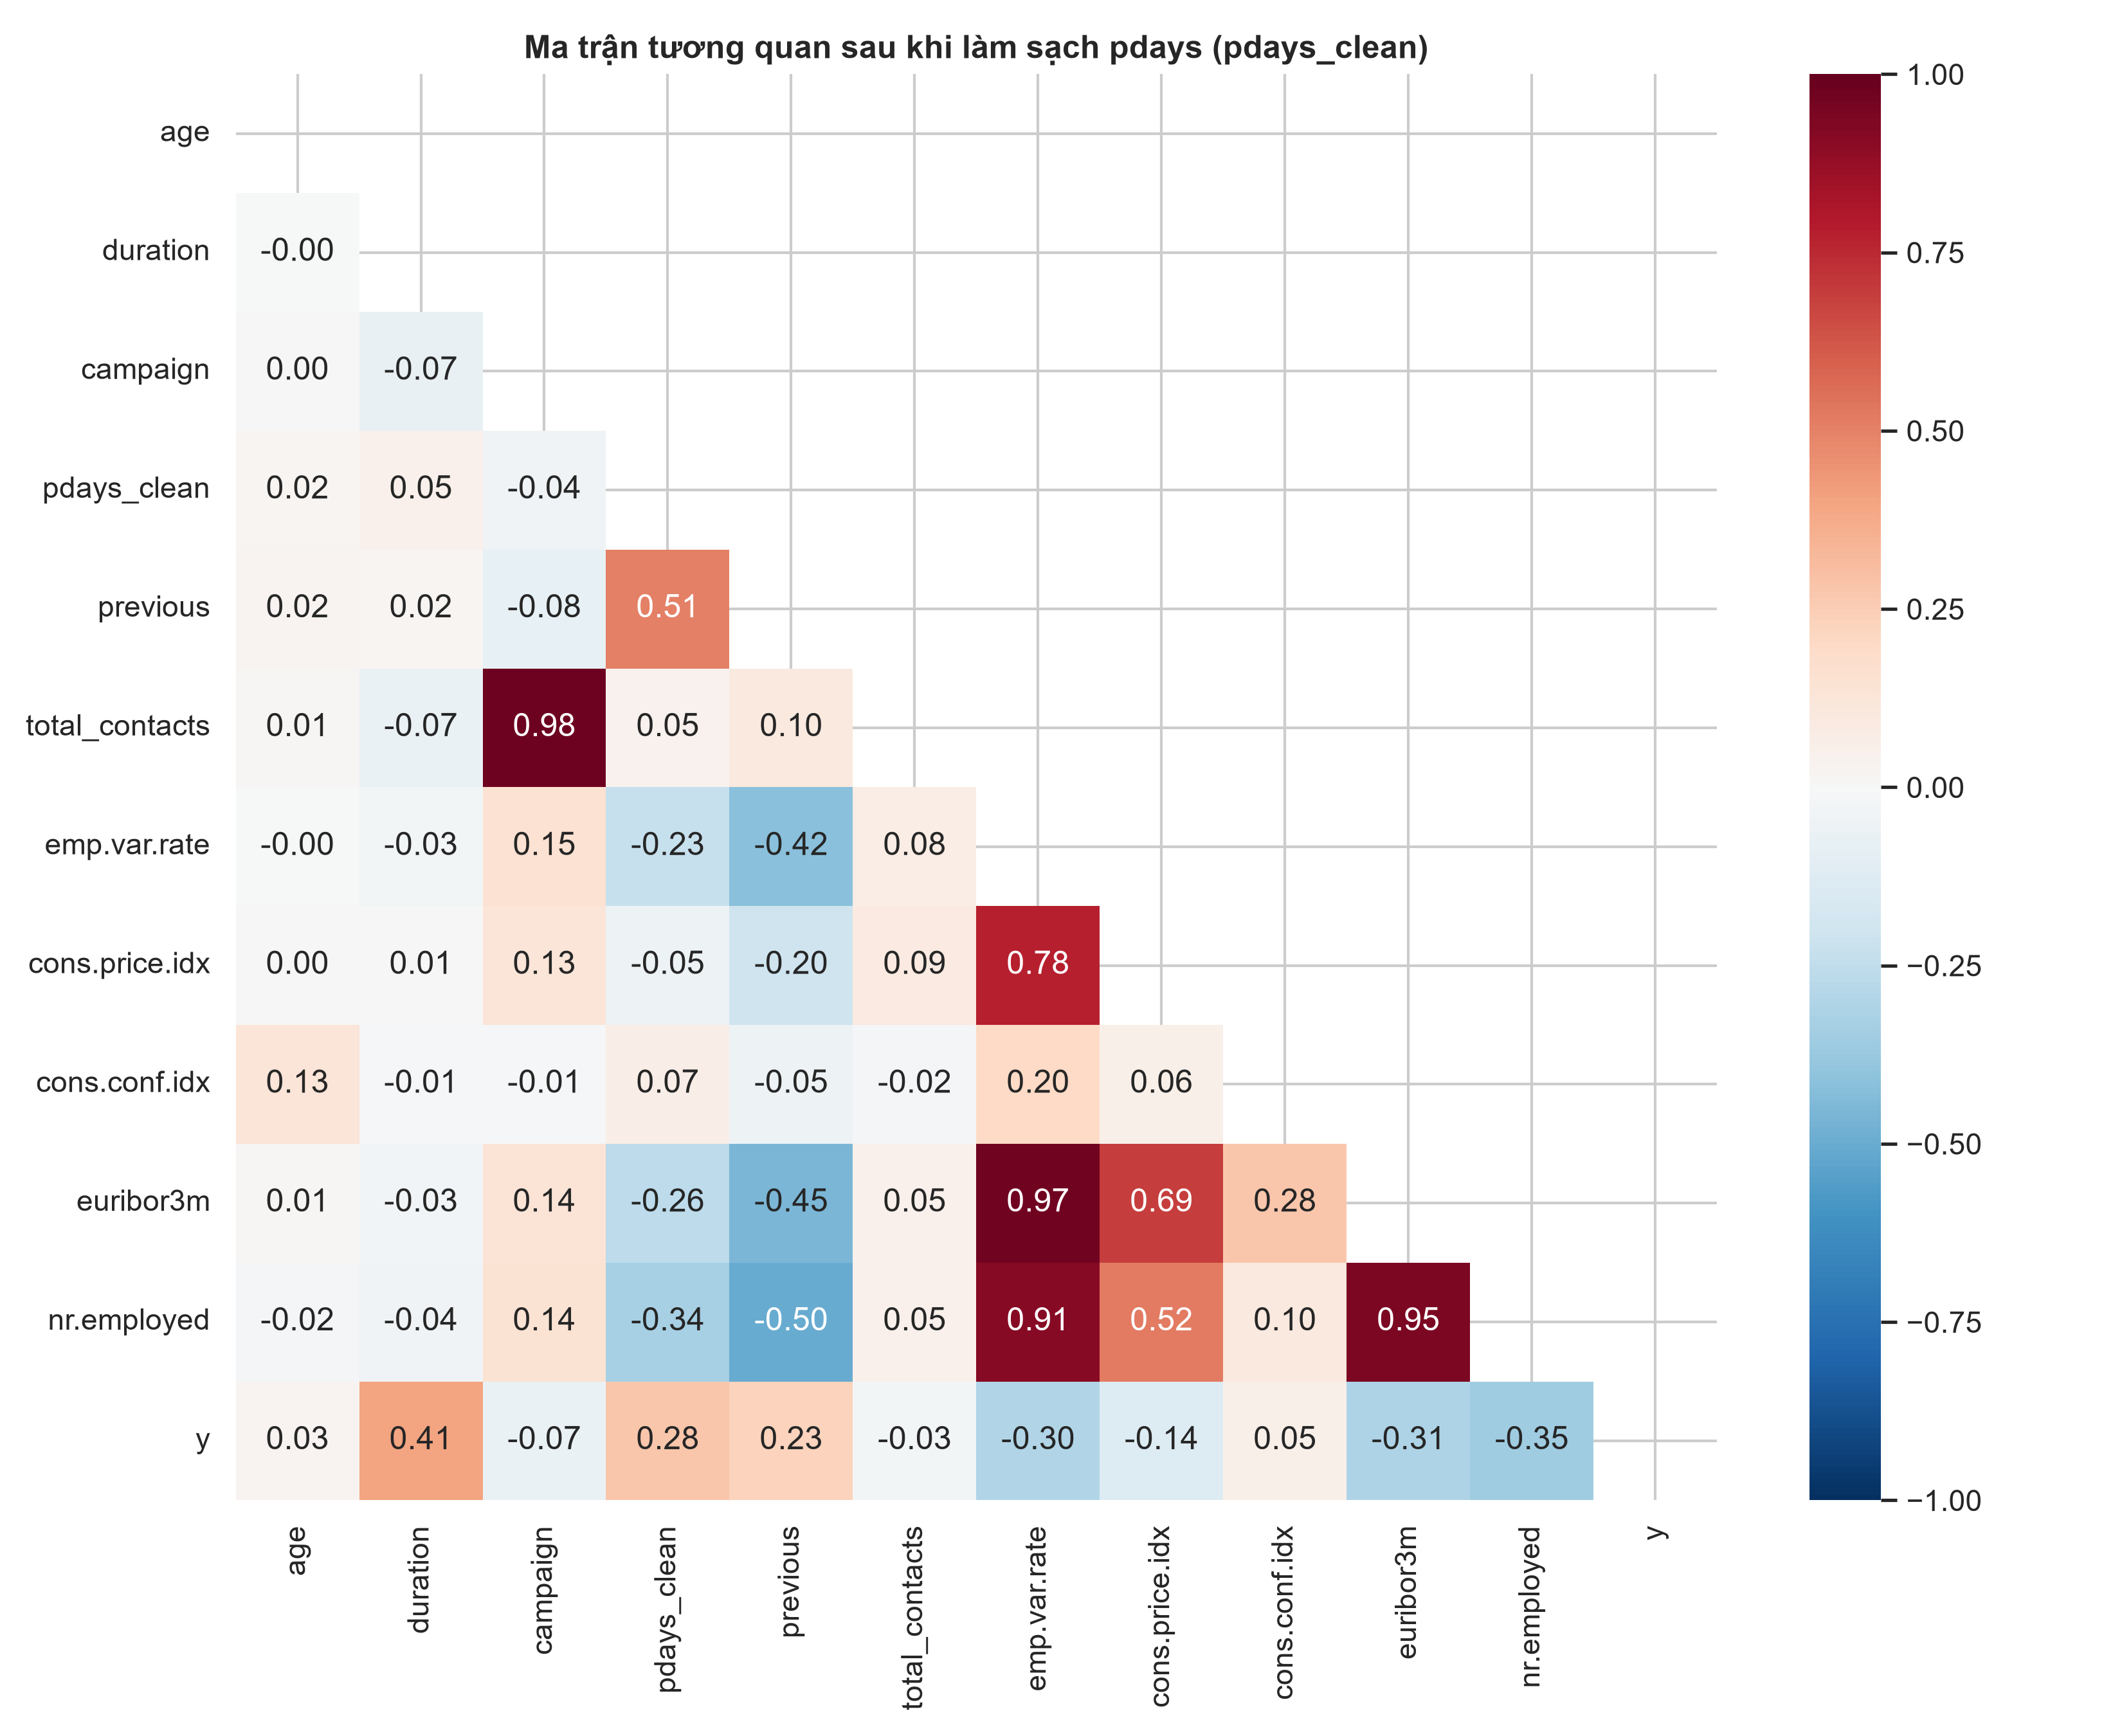 Ma trận tương quan sau khi làm sạch pdays (pdays_clean)
1.00
age
0.75
duration -0.00
campaign 0.00 -0.07
0.50
pdays_clean 0.02 0.05 -0.04
previous 0.02 0.02 -0.08 0.51
0.25
total_contacts 0.01 -0.07 0.98 0.05 0.10
0.00
emp.var.rate -0.00 -0.03 0.15 -0.23 -0.42 0.08
cons.price.idx 0.00 0.01 0.13 -0.05 -0.20 0.09 0.78
−0.25
cons.conf.idx 0.13 -0.01 -0.01 0.07 -0.05 -0.02 0.20 0.06
−0.50
euribor3m 0.01 -0.03 0.14 -0.26 -0.45 0.05 0.97 0.69 0.28
nr.employed -0.02 -0.04 0.14 -0.34 -0.50 0.05 0.91 0.52 0.10 0.95
−0.75
y 0.03 0.41 -0.07 0.28 0.23 -0.03 -0.30 -0.14 0.05 -0.31 -0.35
−1.00
age duration campaign pdays_clean previous total_contacts emp.var.rate cons.price.idx cons.conf.idx euribor3m nr.employed y